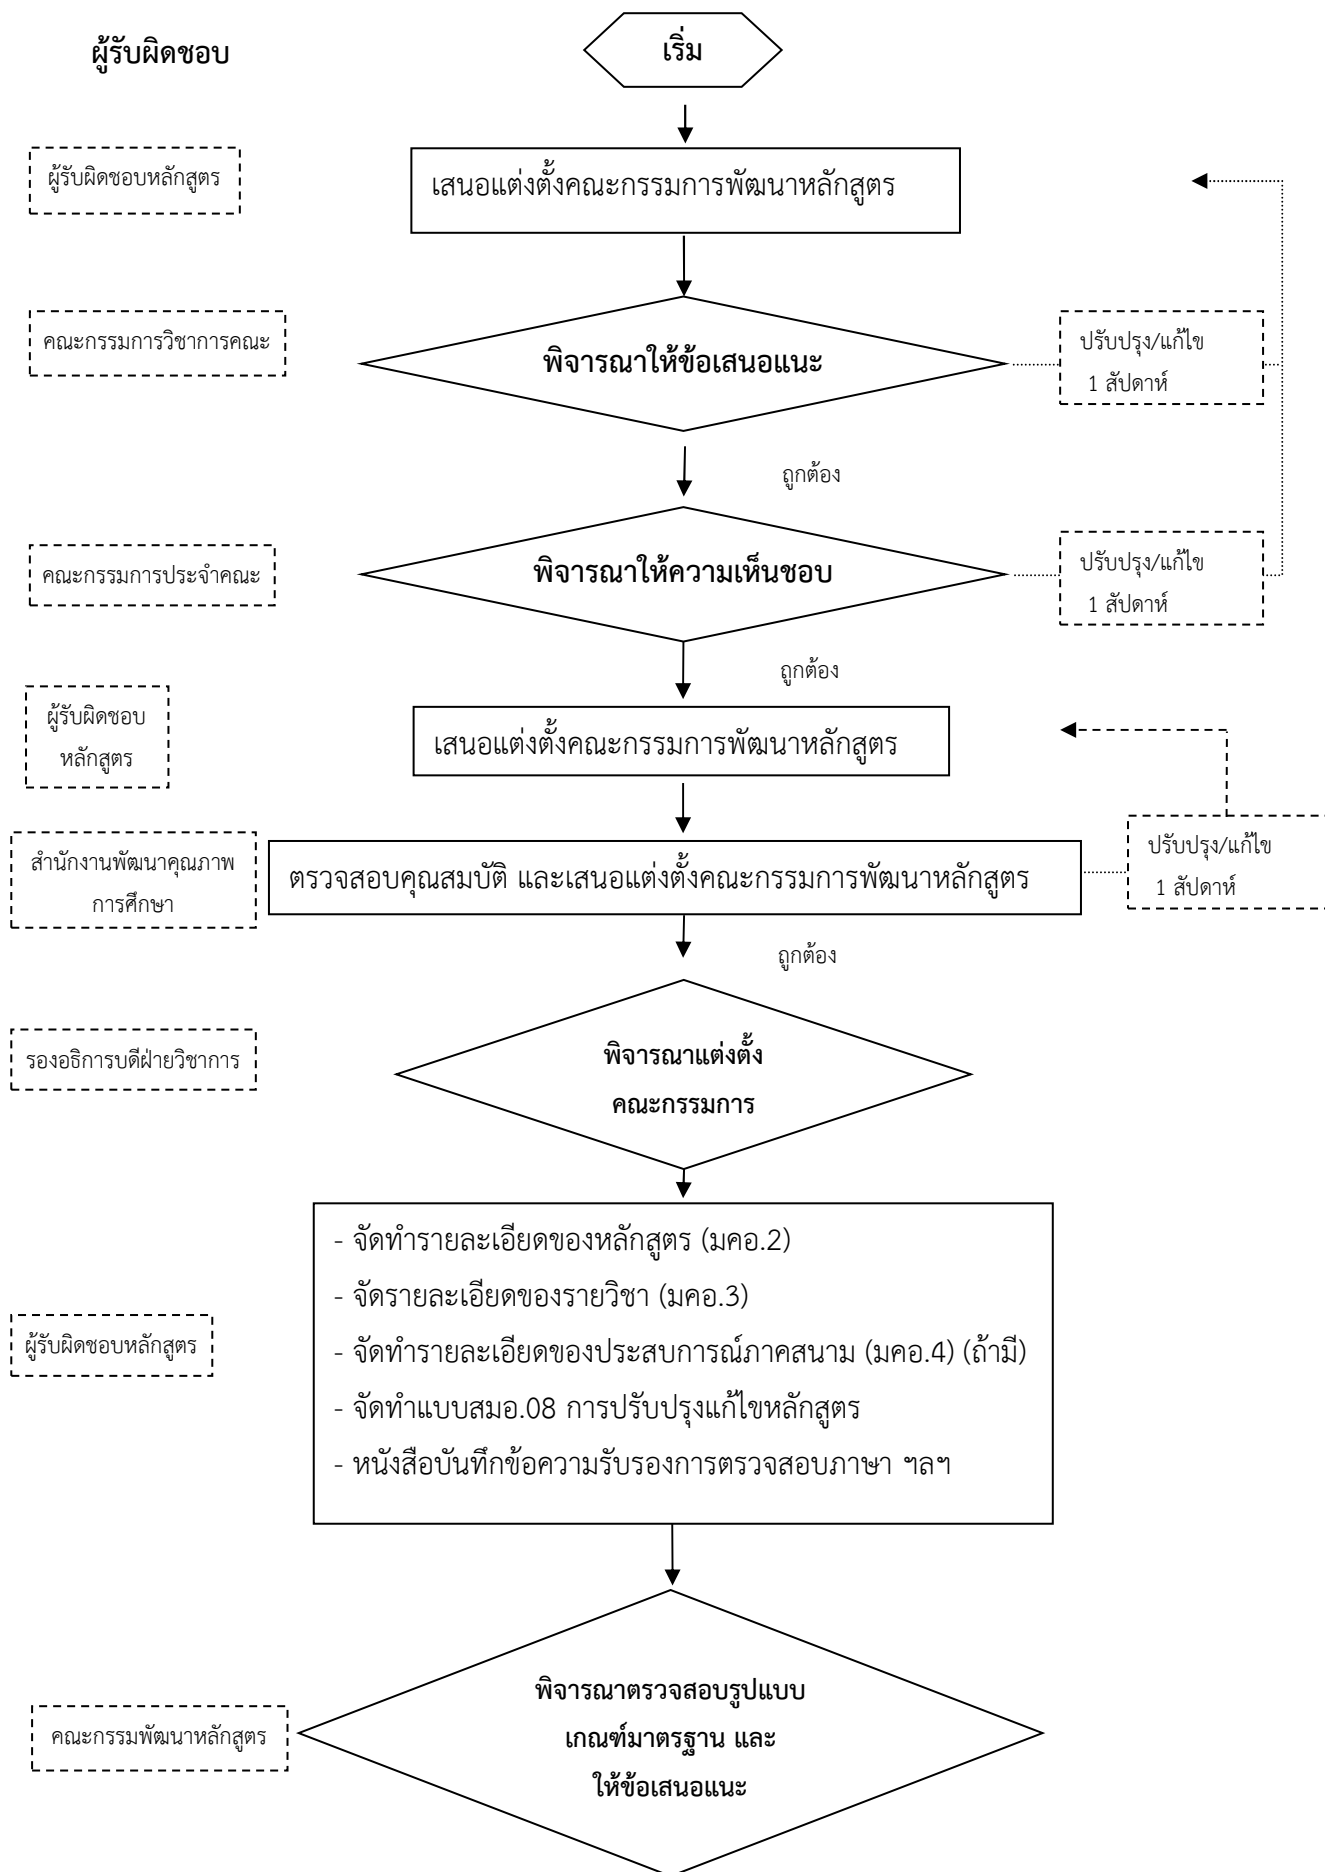 ผู้รับผิดชอบ
เริ่ม
ผู้รับผิดชอบหลักสูตร
เสนอแต่งตั้งคณะกรรมการพัฒนาหลักสูตร
คณะกรรมการวิชาการคณะ
พิจารณาให้ข้อเสนอแนะ
ปรับปรุง/แก้ไข
1 สัปดาห์
ถูกต้อง
คณะกรรมการประจำคณะ
พิจารณาให้ความเห็นชอบ
ปรับปรุง/แก้ไข
1 สัปดาห์
ถูกต้อง
ผู้รับผิดชอบ
หลักสูตร
เสนอแต่งตั้งคณะกรรมการพัฒนาหลักสูตร
สำนักงานพัฒนาคุณภาพ
การศึกษา
ตรวจสอบคุณสมบัติ และเสนอแต่งตั้งคณะกรรมการพัฒนาหลักสูตร
ปรับปรุง/แก้ไข
1 สัปดาห์
ถูกต้อง
รองอธิการบดีฝ่ายวิชาการ
พิจารณาแต่งตั้ง
คณะกรรมการ
ผู้รับผิดชอบหลักสูตร
- จัดทำรายละเอียดของหลักสูตร (มคอ.2)
- จัดรายละเอียดของรายวิชา (มคอ.3)
- จัดทำรายละเอียดของประสบการณ์ภาคสนาม (มคอ.4) (ถ้ามี)
- จัดทำแบบสมอ.08 การปรับปรุงแก้ไขหลักสูตร
- หนังสือบันทึกข้อความรับรองการตรวจสอบภาษา ฯลฯ
คณะกรรมพัฒนาหลักสูตร
พิจารณาตรวจสอบรูปแบบ
เกณฑ์มาตรฐาน และ
ให้ข้อเสนอแนะ